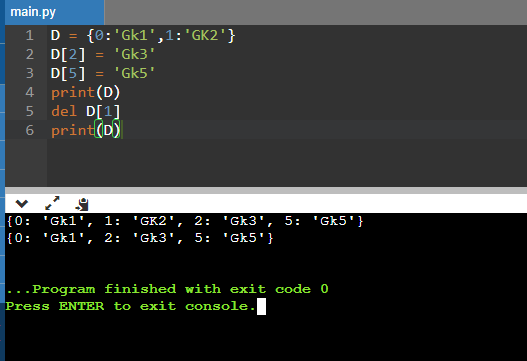 main.py
1 D = {0:'Gk1',1:'GK2'}
2 D[2] = 'Gk3'
3 D[5] = 'Gk5'
4 print(D)
5 del D[1]
6 print(D)
{0: 'Gk1', 1: 'GK2', 2: 'Gk3', 5: 'Gk5'}
{0: 'Gk1', 2: 'Gk3', 5: 'Gk5'}
...Program finished with exit code 0
Press ENTER to exit console.